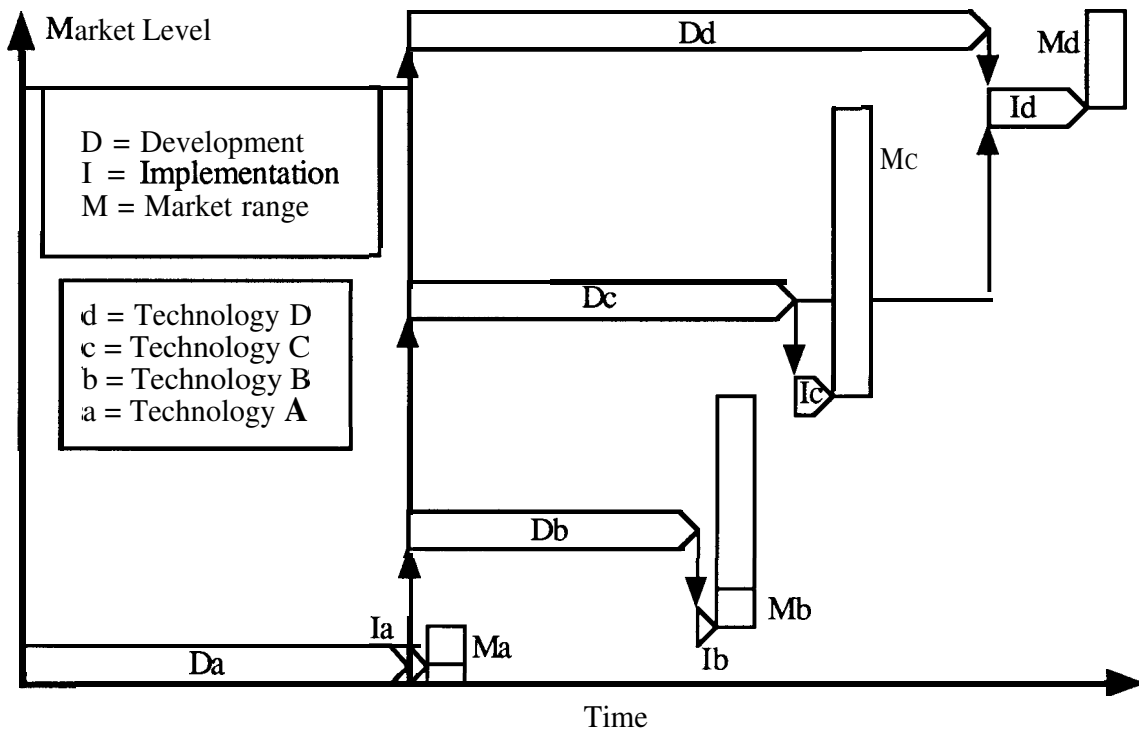 Market Level
Dd
Md
Id
D = Development
I = Implementation
M = Market range
Mc
Dc
d = Technology D
c = Technology C
b = Technology B
a = Technology A
Ic
Db
Mb
Ia
Ma
Ib
Da
Time